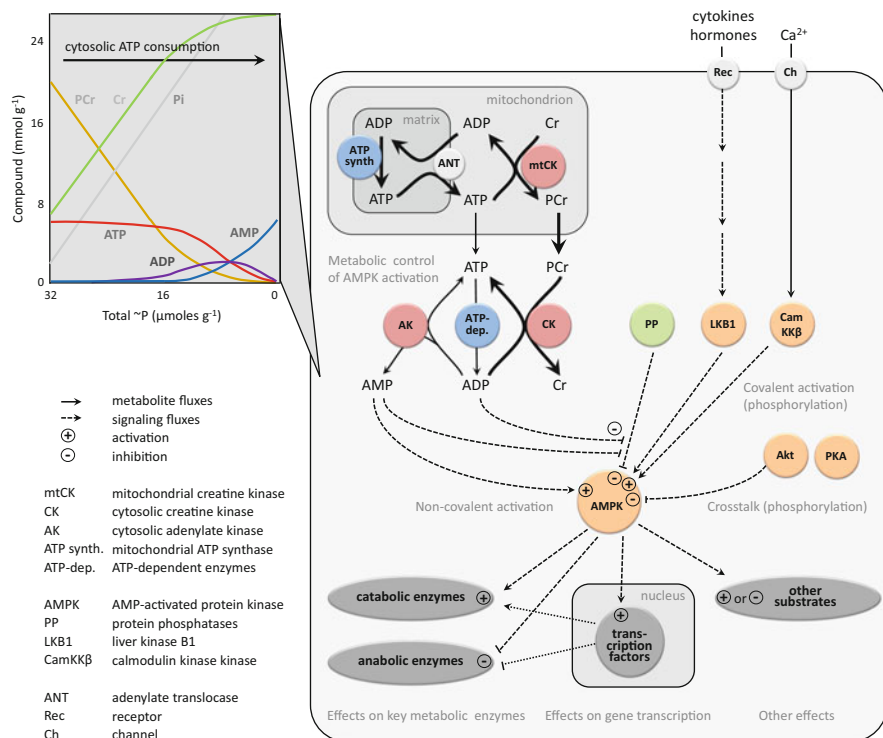 cytokines
hormones
Ca²⁺
Rec
Ch
24
16
8
0
Compound (mmol g⁻¹)
cytosolic ATP consumption
PCr
Cr
Pi
ATP
ADP
AMP
32
16
0
Total ~P (µmoles g⁻¹)
mitochondrion
matrix
ADP
ADP
Cr
ATP
synth
ANT
mtCK
ATP
ATP
PCr
Metabolic control
of AMPK activation
ATP
PCr
AK
ATP-
dep.
CK
PP
LKB1
Cam
KKβ
AMP
ADP
Cr
Covalent activation
(phosphorylation)
-
Akt
PKA
+
-
+
-
AMPK
Non-covalent activation
Crosstalk (phosphorylation)
catabolic enzymes +
anabolic enzymes -
nucleus
+
trans-
cription
factors
+ or -
other
substrates
Effects on key metabolic enzymes
Effects on gene transcription
Other effects
metabolite fluxes
signaling fluxes
+ activation
- inhibition
mtCK mitochondrial creatine kinase
CK cytosolic creatine kinase
AK cytosolic adenylate kinase
ATP synth. mitochondrial ATP synthase
ATP-dep. ATP-dependent enzymes
AMPK AMP-activated protein kinase
PP protein phosphatases
LKB1 liver kinase B1
CamKKβ calmodulin kinase kinase
ANT adenylate translocase
Rec receptor
Ch channel